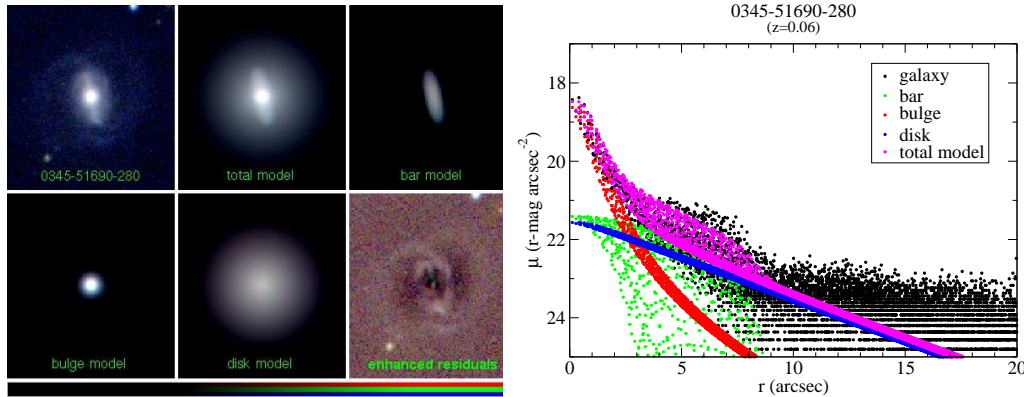 0345-51690-280
total model
bar model
bulge model
disk model
enhanced residuals
0345-51690-280
(z=0.06)
galaxy
bar
bulge
disk
total model
μ (r-mag arcsec⁻²)
18
20
22
24
0 5 10 15 20
r (arcsec)